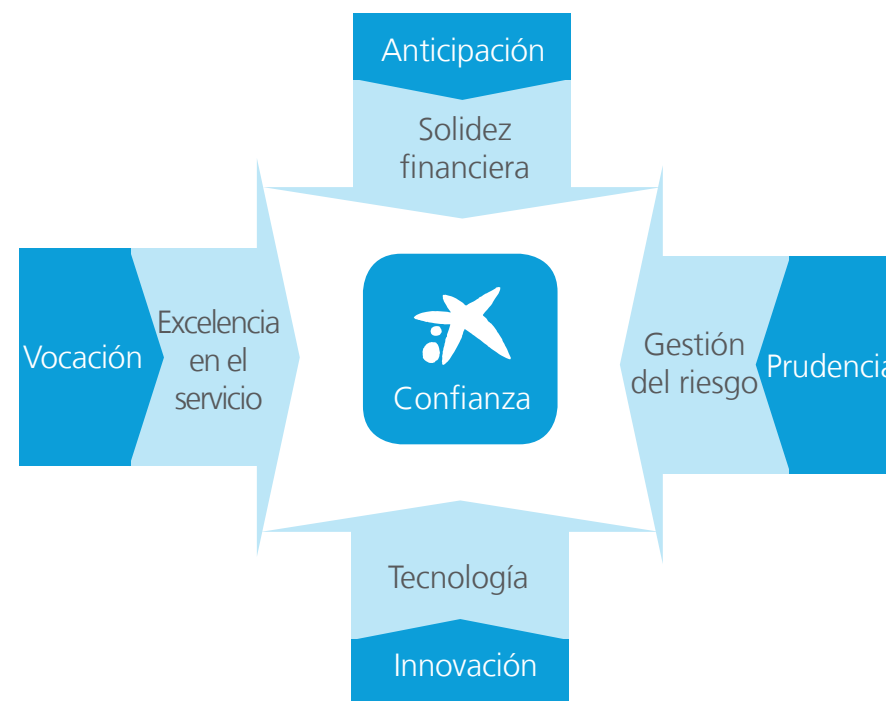 Anticipación
Solidez
financiera
Vocación
Excelencia
en el
servicio
Confianza
Gestión
del riesgo
Prudencia
Tecnología
Innovación